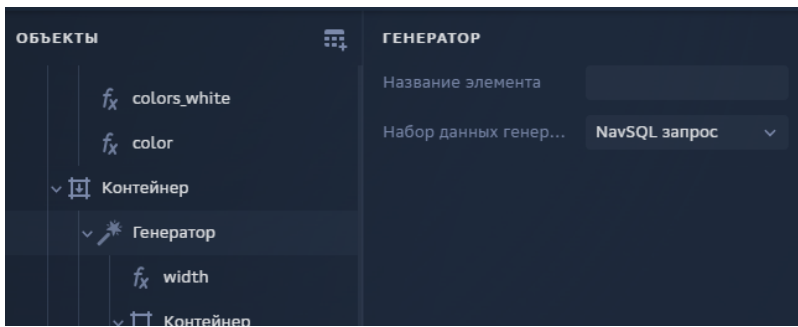 ОБЪЕКТЫ
colors_white
color
Контейнер
Генератор
width
Контейнер
ГЕНЕРАТОР
Название элемента
Набор данных генер... NavSQL запрос